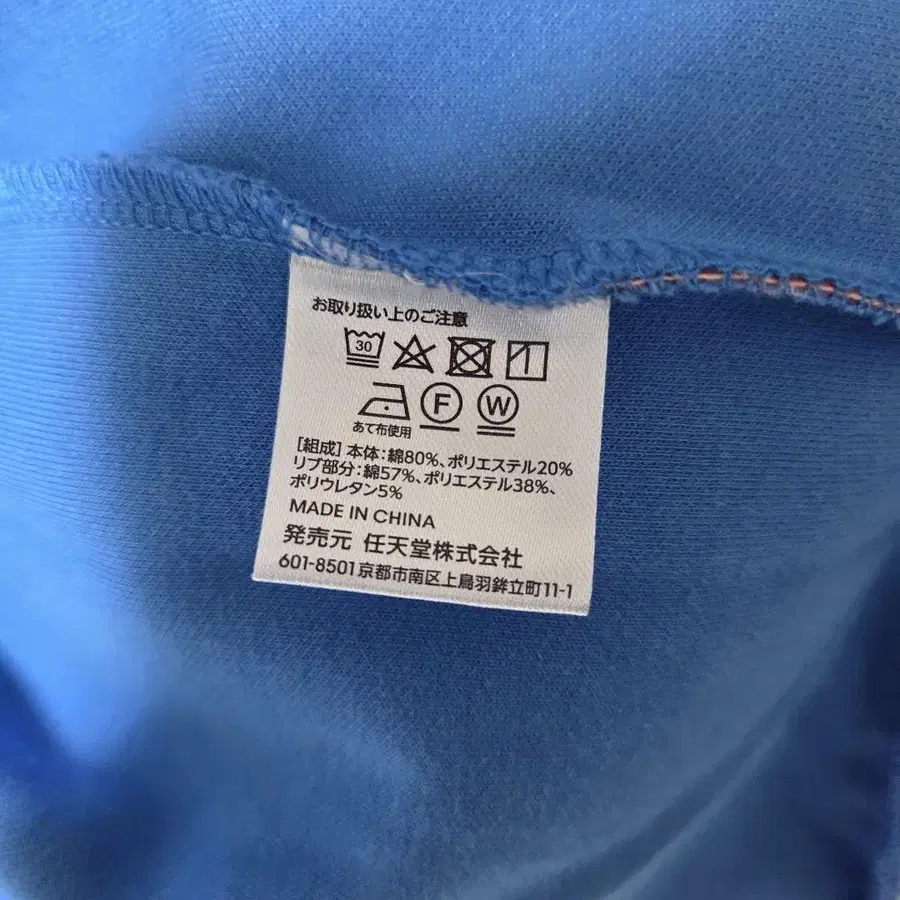 お取り扱い上のご注意
30
F W
あて布使用
[組成] 本体:綿80%、ポリエステル20%
リブ部分:綿57%、ポリエステル38%、
ポリウレタン5%
MADE IN CHINA
発売元 任天堂株式会社
601-8501京都市南区上鳥羽鉾立町11-1